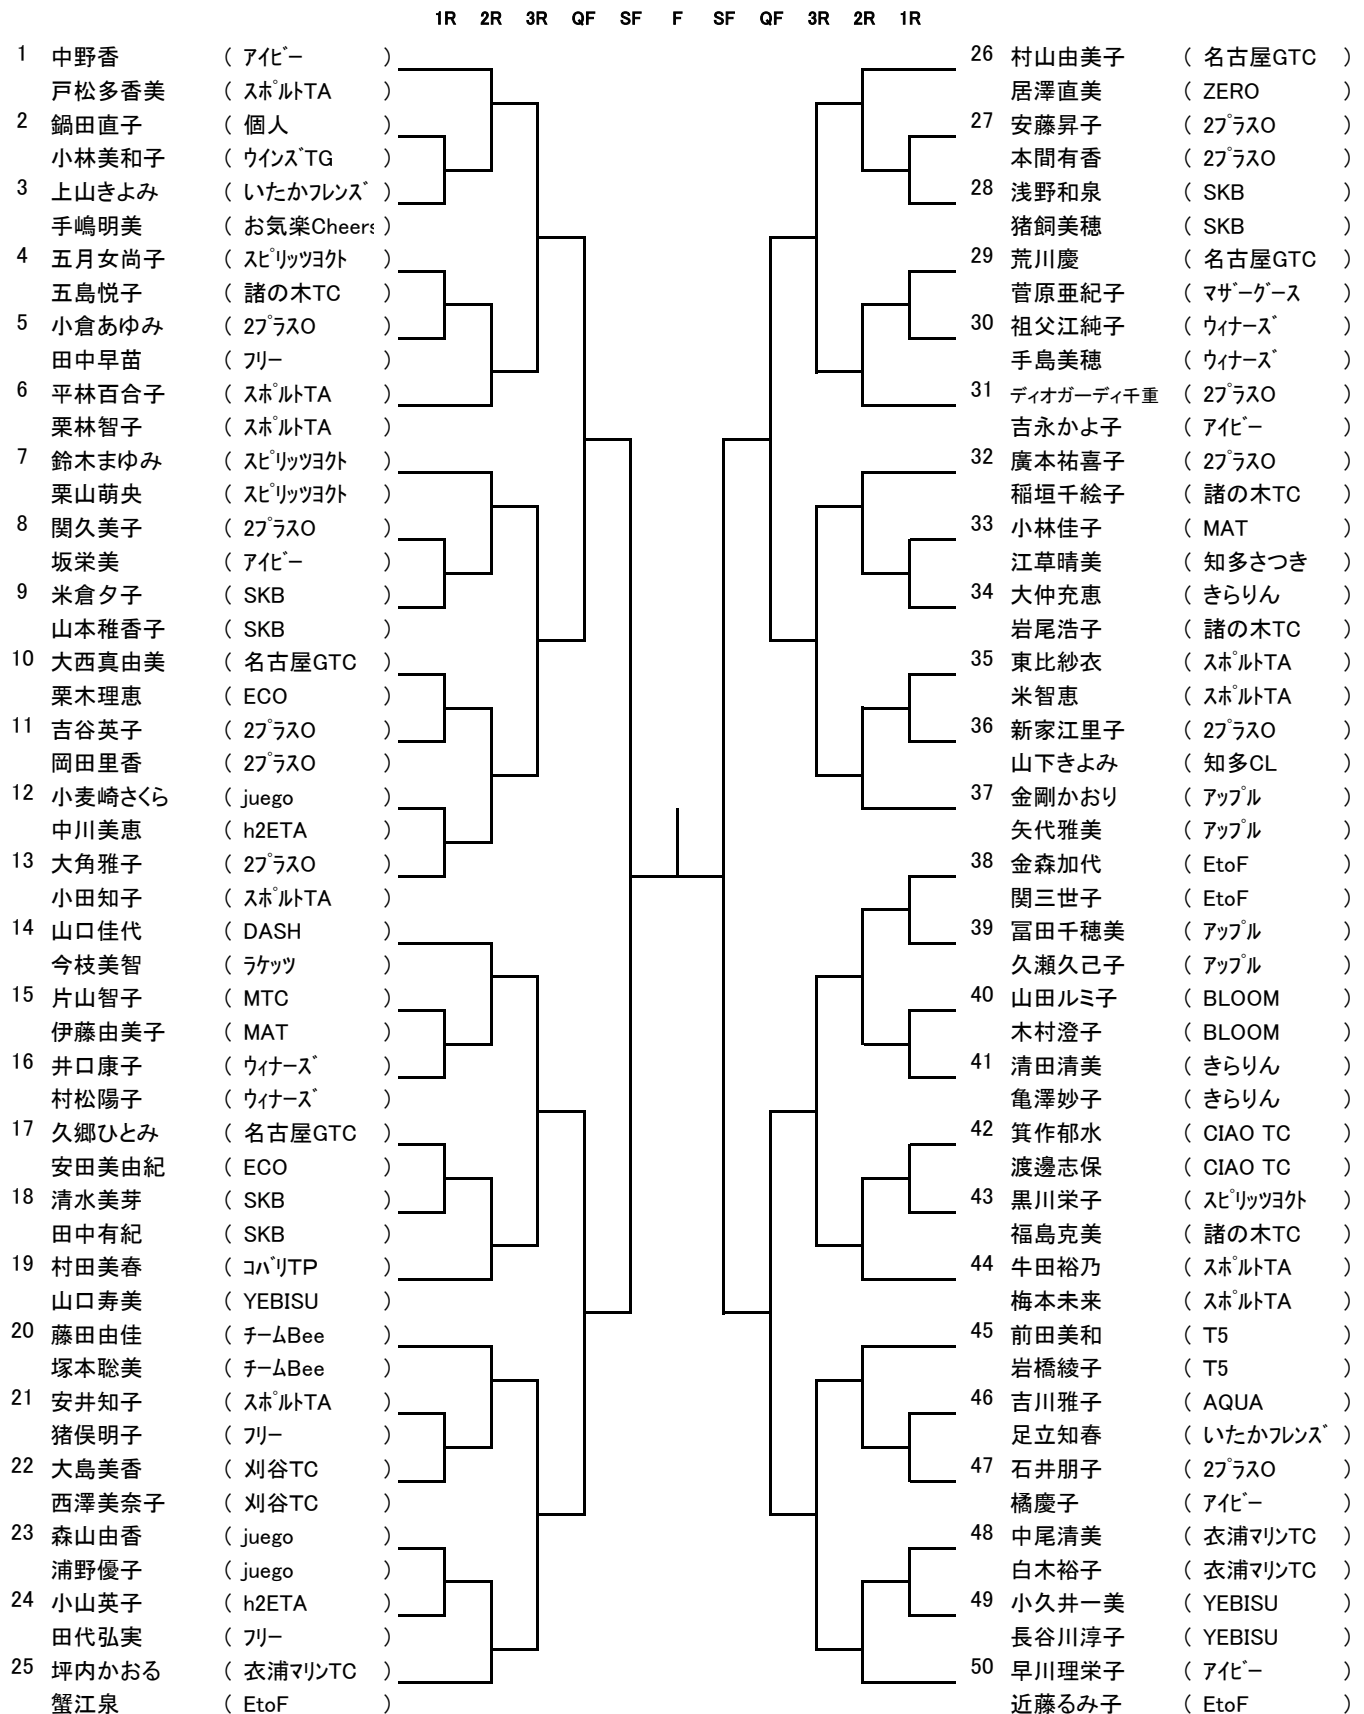 1R 2R 3R QF SF F SF QF 3R 2R 1R
1 中野香 ( アイビー )
戸松多香美 ( スポルトTA )
2 鍋田直子 ( 個人 )
小林美和子 ( ウインズTG )
3 上山きよみ ( いたかフレンズ )
手嶋明美 ( お気楽Cheers )
4 五月女尚子 ( スピリッツヨクト )
五島悦子 ( 諸の木TC )
5 小倉あゆみ ( 2プラスO )
田中早苗 ( フリー )
6 平林百合子 ( スポルトTA )
栗林智子 ( スポルトTA )
7 鈴木まゆみ ( スピリッツヨクト )
栗山萌央 ( スピリッツヨクト )
8 関久美子 ( 2プラスO )
坂栄美 ( アイビー )
9 米倉夕子 ( SKB )
山本稚香子 ( SKB )
10 大西真由美 ( 名古屋GTC )
栗木理恵 ( ECO )
11 吉谷英子 ( 2プラスO )
岡田里香 ( 2プラスO )
12 小麦崎さくら ( juego )
中川美恵 ( h2ETA )
13 大角雅子 ( 2プラスO )
小田知子 ( スポルトTA )
14 山口佳代 ( DASH )
今枝美智 ( ラケッツ )
15 片山智子 ( MTC )
伊藤由美子 ( MAT )
16 井口康子 ( ウィナーズ )
村松陽子 ( ウィナーズ )
17 久郷ひとみ ( 名古屋GTC )
安田美由紀 ( ECO )
18 清水美芽 ( SKB )
田中有紀 ( SKB )
19 村田美春 ( コバリTP )
山口寿美 ( YEBISU )
20 藤田由佳 ( チームBee )
塚本聡美 ( チームBee )
21 安井知子 ( スポルトTA )
猪俣明子 ( フリー )
22 大島美香 ( 刈谷TC )
西澤美奈子 ( 刈谷TC )
23 森山由香 ( juego )
浦野優子 ( juego )
24 小山英子 ( h2ETA )
田代弘実 ( フリー )
25 坪内かおる ( 衣浦マリンTC )
蟹江泉 ( EtoF )
26 村山由美子 ( 名古屋GTC )
居澤直美 ( ZERO )
27 安藤昇子 ( 2プラスO )
本間有香 ( 2プラスO )
28 浅野和泉 ( SKB )
猪飼美穂 ( SKB )
29 荒川慶 ( 名古屋GTC )
菅原亜紀子 ( マザーグース )
30 祖父江純子 ( ウィナーズ )
手島美穂 ( ウィナーズ )
31 ディオガーディ千重 ( 2プラスO )
吉永かよ子 ( アイビー )
32 廣本祐喜子 ( 2プラスO )
稲垣千絵子 ( 諸の木TC )
33 小林佳子 ( MAT )
江草晴美 ( 知多さつき )
34 大仲充恵 ( きらりん )
岩尾浩子 ( 諸の木TC )
35 東比紗衣 ( スポルトTA )
米智恵 ( スポルトTA )
36 新家江里子 ( 2プラスO )
山下きよみ ( 知多CL )
37 金剛かおり ( アップル )
矢代雅美 ( アップル )
38 金森加代 ( EtoF )
関三世子 ( EtoF )
39 冨田千穂美 ( アップル )
久瀬久己子 ( アップル )
40 山田ルミ子 ( BLOOM )
木村澄子 ( BLOOM )
41 清田清美 ( きらりん )
亀澤妙子 ( きらりん )
42 箕作郁水 ( CIAO TC )
渡邊志保 ( CIAO TC )
43 黒川栄子 ( スピリッツヨクト )
福島克美 ( 諸の木TC )
44 牛田裕乃 ( スポルトTA )
梅本未来 ( スポルトTA )
45 前田美和 ( T5 )
岩橋綾子 ( T5 )
46 吉川雅子 ( AQUA )
足立知春 ( いたかフレンズ )
47 石井朋子 ( 2プラスO )
橘慶子 ( アイビー )
48 中尾清美 ( 衣浦マリンTC )
白木裕子 ( 衣浦マリンTC )
49 小久井一美 ( YEBISU )
長谷川淳子 ( YEBISU )
50 早川理栄子 ( アイビー )
近藤るみ子 ( EtoF )